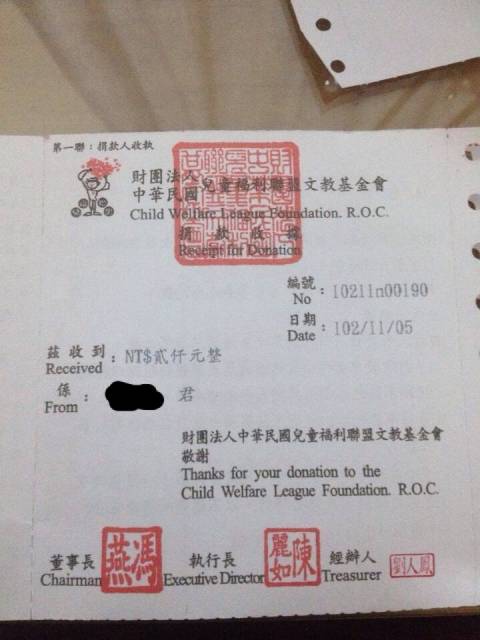 第一聯：捐款人收執
財團法人
中華民國兒童福利聯盟文教基金會
Child Welfare League Foundation. R.O.C.
捐款收據
Receipt for Donation
編號
No : 10211n00190
日期
Date : 102/11/05
茲收到 : NT$貳仟元整
Received
係
From : 君
財團法人中華民國兒童福利聯盟文教基金會
敬謝
Thanks for your donation to the
Child Welfare League Foundation. R.O.C.
董事長 馮燕 執行長 陳麗如 經辦人 劉人鳳
Chairman Executive Director Treasurer